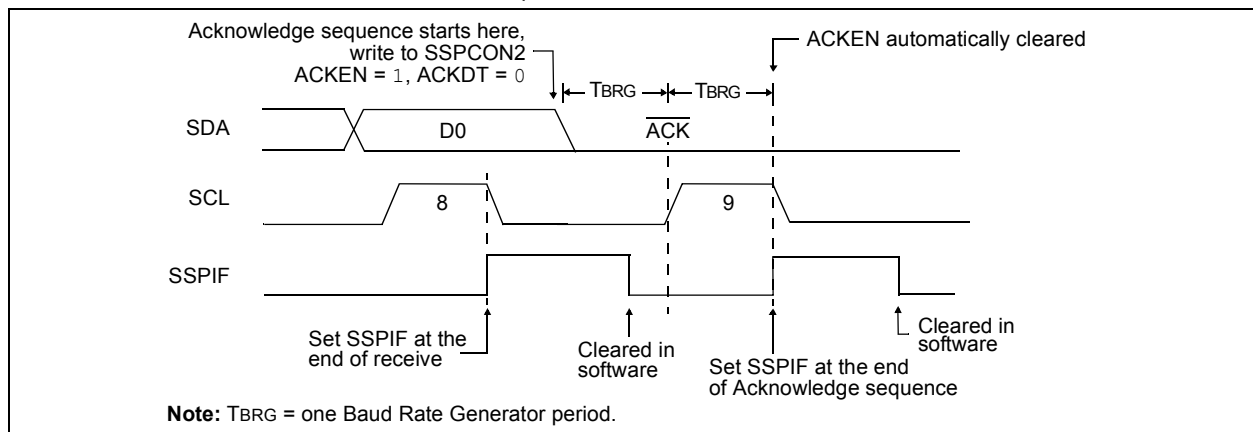 Acknowledge sequence starts here,
write to SSPCON2
ACKEN = 1, ACKDT = 0
ACKEN automatically cleared
TBRG
TBRG
SDA
D0
ACK
SCL
8
9
SSPIF
Set SSPIF at the
end of receive
Cleared in
software
Set SSPIF at the end
of Acknowledge sequence
Cleared in
software
Note: TBRG = one Baud Rate Generator period.